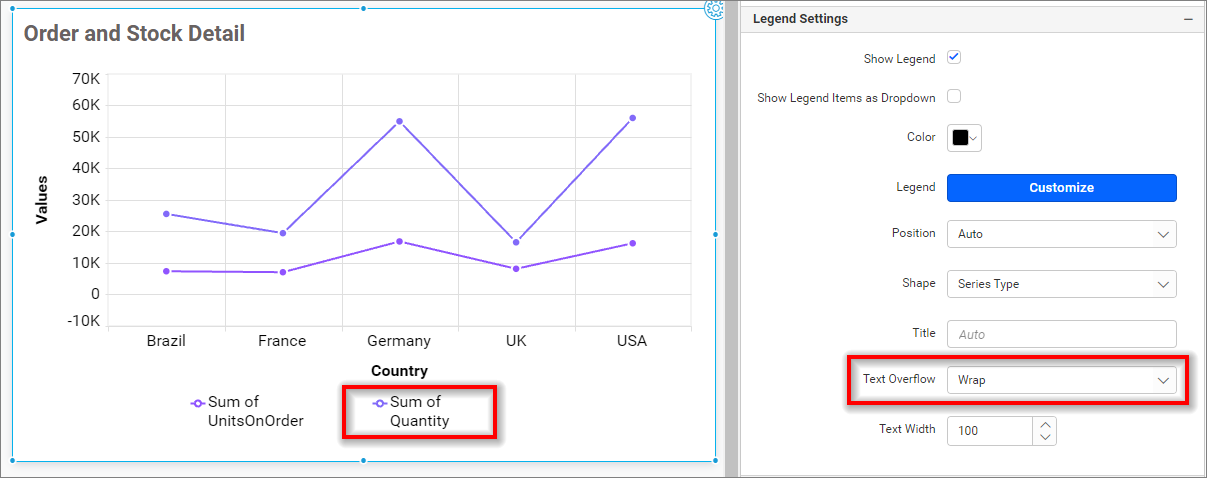 Order and Stock Detail
70K
60K
50K
40K
30K
20K
10K
0
-10K
Values
Brazil
France
Germany
UK
USA
Country
Sum of
UnitsOnOrder
Sum of
Quantity
Legend Settings
Show Legend
Show Legend Items as Dropdown
Color
Legend
Customize
Position
Auto
Shape
Series Type
Title
Auto
Text Overflow
Wrap
Text Width
100